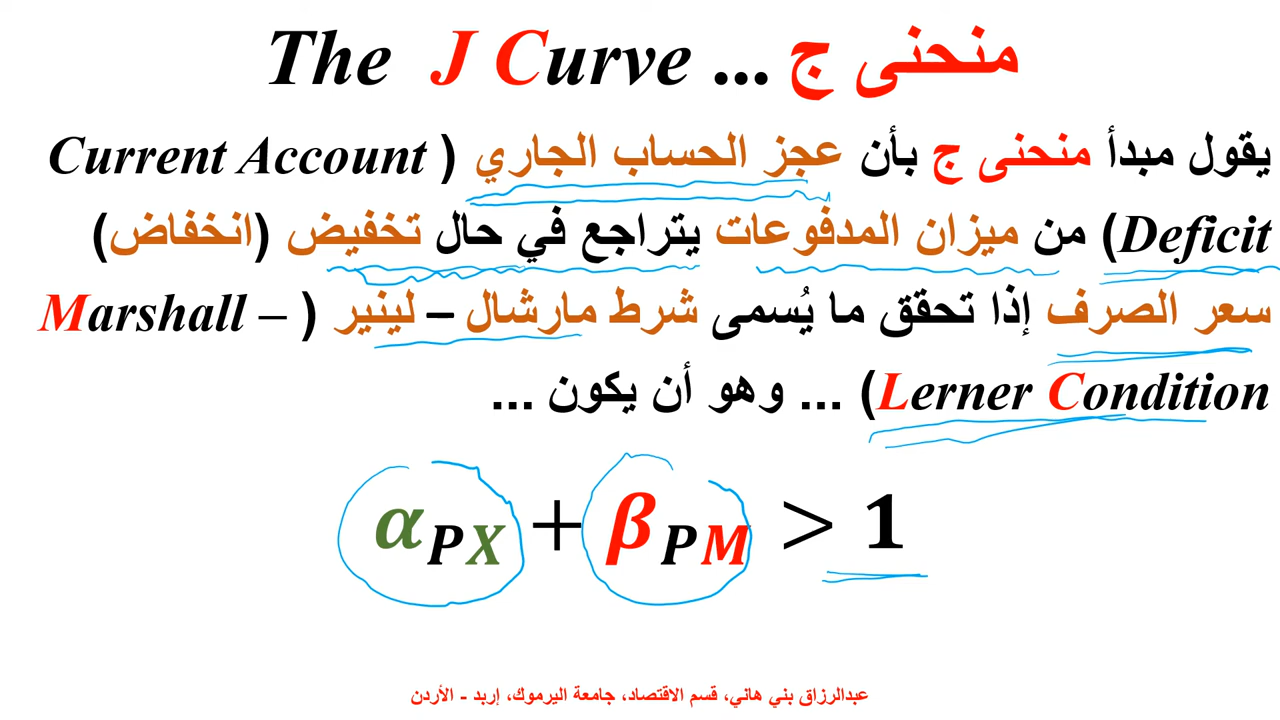 منحنى ج ... The J Curve
يقول مبدأ منحنى ج بأن عجز الحساب الجاري (Current Account
Deficit) من ميزان المدفوعات يتراجع في حال تخفيض (انخفاض)
سعر الصرف إذا تحقق ما يُسمى شرط مارشال – لينير (Marshall –
Lerner Condition) ... وهو أن يكون ...
α_PX + β_PM > 1
عبدالرزاق بني هاني، قسم الاقتصاد، جامعة اليرموك، إربد - الأردن